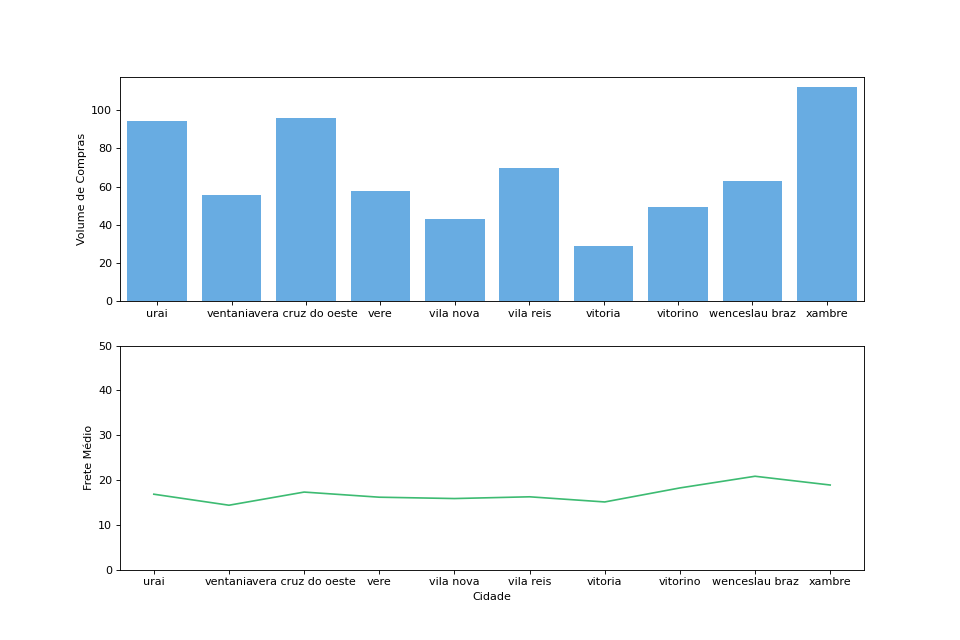 100
80
60
40
20
0
Volume de Compras
urai ventania vera cruz do oeste vere vila nova vila reis vitoria vitorino wenceslau braz xambre
50
40
30
20
10
0
Frete Médio
urai ventania vera cruz do oeste vere vila nova vila reis vitoria vitorino wenceslau braz xambre
Cidade